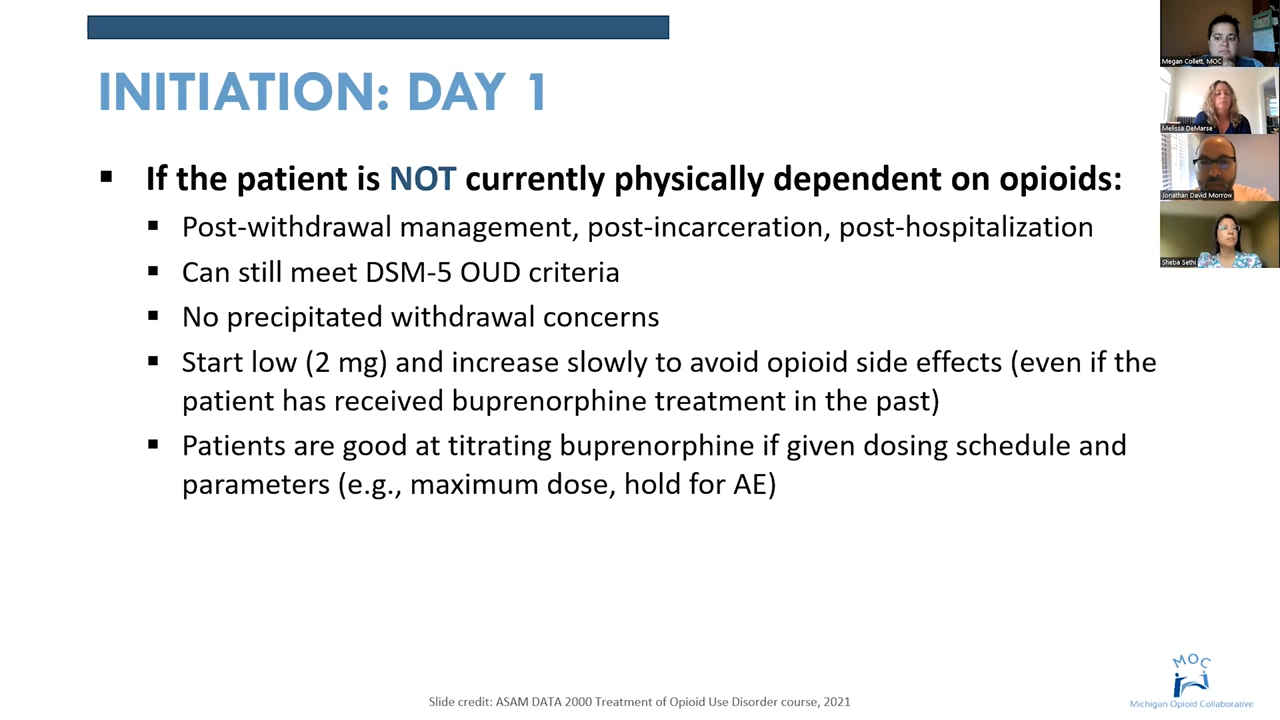 INITIATION: DAY 1
▪ If the patient is NOT currently physically dependent on opioids:
▪ Post-withdrawal management, post-incarceration, post-hospitalization
▪ Can still meet DSM-5 OUD criteria
▪ No precipitated withdrawal concerns
▪ Start low (2 mg) and increase slowly to avoid opioid side effects (even if the
patient has received buprenorphine treatment in the past)
▪ Patients are good at titrating buprenorphine if given dosing schedule and
parameters (e.g., maximum dose, hold for AE)
Slide credit: ASAM DATA 2000 Treatment of Opioid Use Disorder course, 2021
Megan Collett, MOC
Melissa DeMarse
Jonathan David Morrow
Sheba Sethi
MOC
Michigan Opioid Collaborative